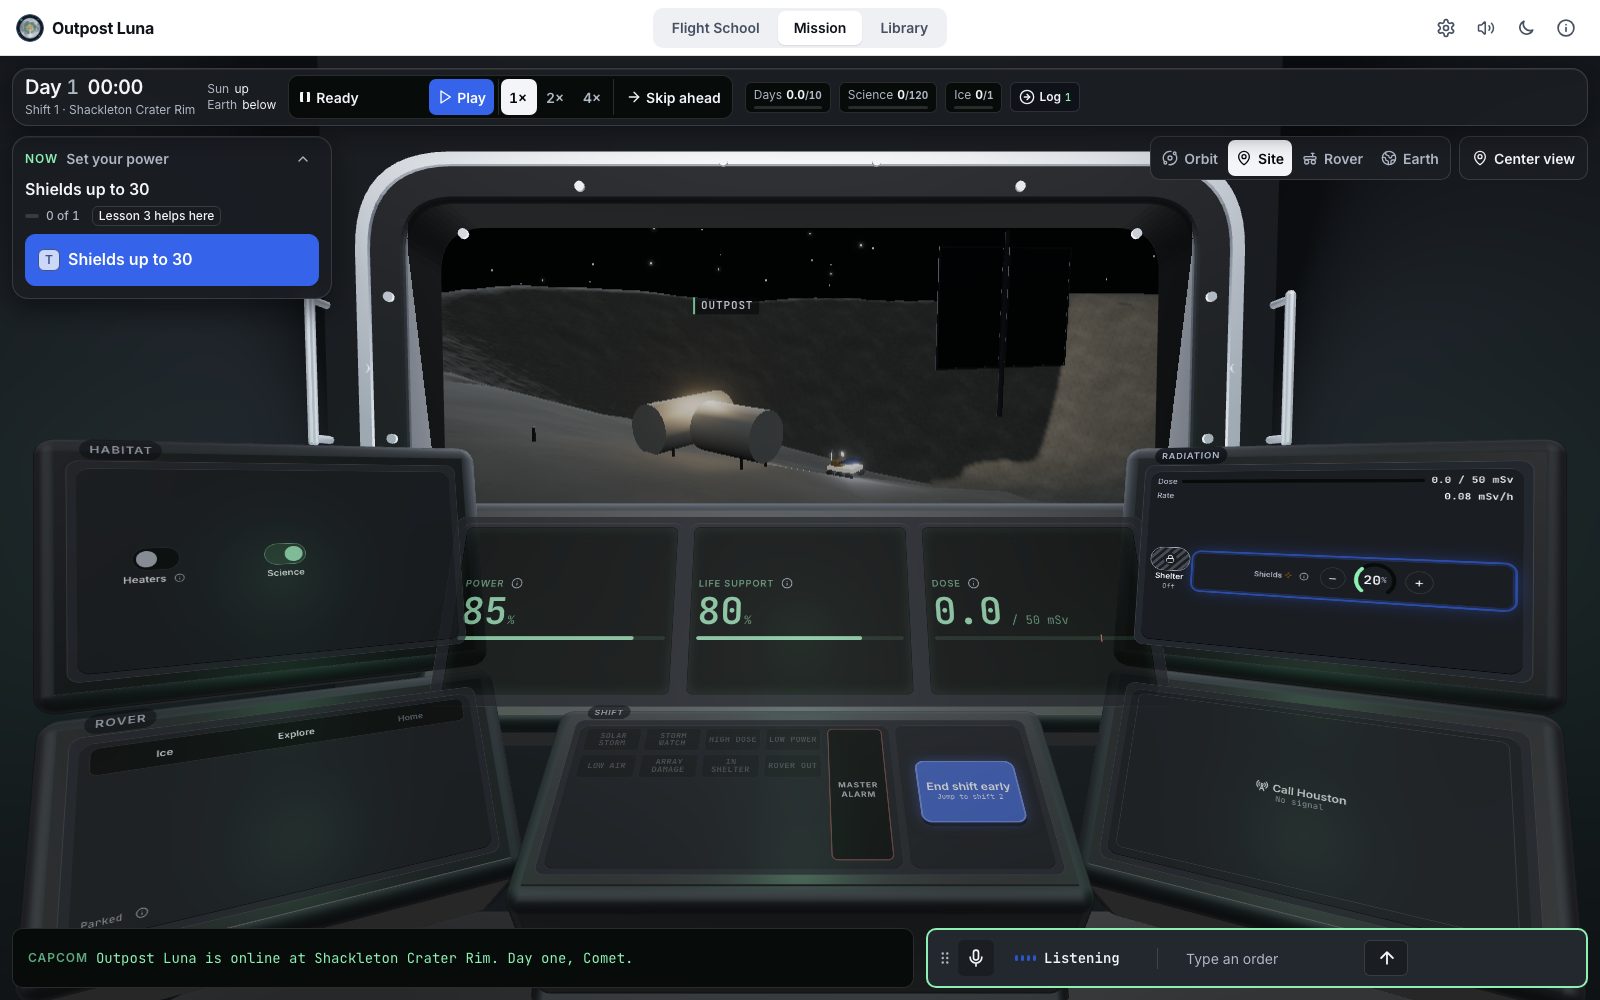 Outpost Luna
Flight School
Mission
Library
Day 1 00:00
Shift 1 · Shackleton Crater Rim
Sun up
Earth below
Ready
Play
1×
2×
4×
Skip ahead
Days 0.0/10
Science 0/120
Ice 0/1
Log 1
NOW Set your power
Shields up to 30
0 of 1
Lesson 3 helps here
T Shields up to 30
Orbit
Site
Rover
Earth
Center view
OUTPOST
HABITAT
Heaters
Science
RADIATION
Dose 0.0 / 50 mSv
Rate 0.08 mSv/h
Shelter
Off
Shields
−
20%
+
POWER
85%
LIFE SUPPORT
80%
DOSE
0.0 / 50 mSv
ROVER
Ice
Explore
Home
Parked
SHIFT
SOLAR STORM
STORM WATCH
HIGH DOSE
LOW POWER
LOW AIR
ARRAY DAMAGE
IN SHELTER
ROVER OUT
MASTER ALARM
End shift early
Jump to shift 2
Call Houston
No signal
CAPCOM Outpost Luna is online at Shackleton Crater Rim. Day one, Comet.
Listening
Type an order